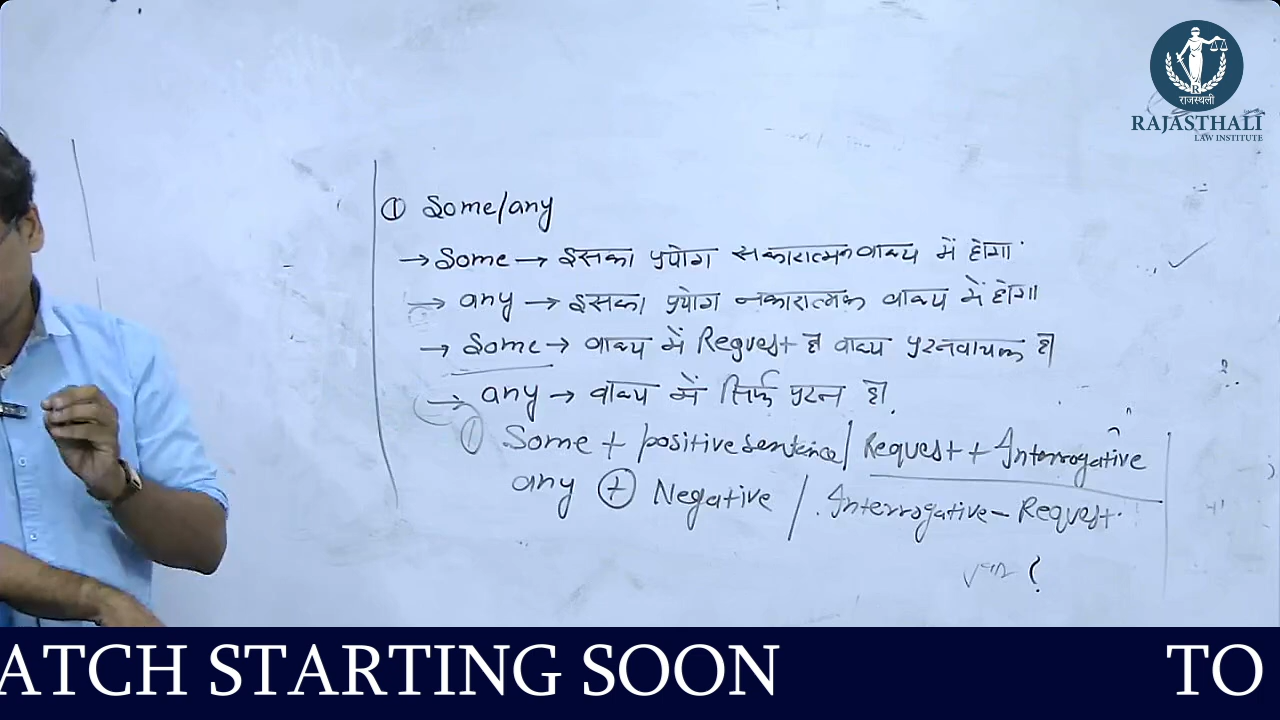 राजस्थली
RAJASTHALI
LAW INSTITUTE
① Some/any
→ Some → इसका प्रयोग सकारात्मक वाक्य में होगा
→ any → इसका प्रयोग नकारात्मक वाक्य में होगा
→ Some → वाक्य में Request हो वाक्य प्रश्नवाचक हो
→ any → वाक्य में सिर्फ प्रश्न हो.
① Some + positive sentence/ Request + Interrogative
any + Negative / Interrogative - Request.
?
ATCH STARTING SOON TO